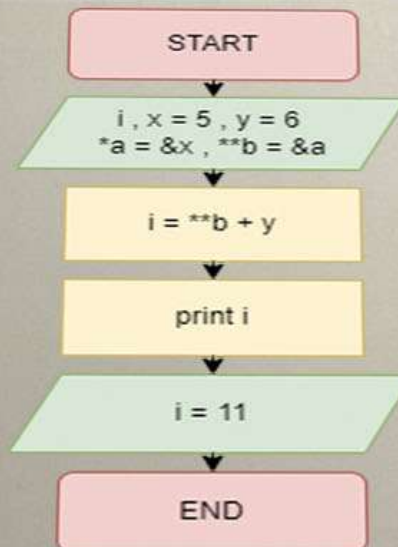 START
i , x = 5 , y = 6
*a = &x , **b = &a
i = **b + y
print i
i = 11
END